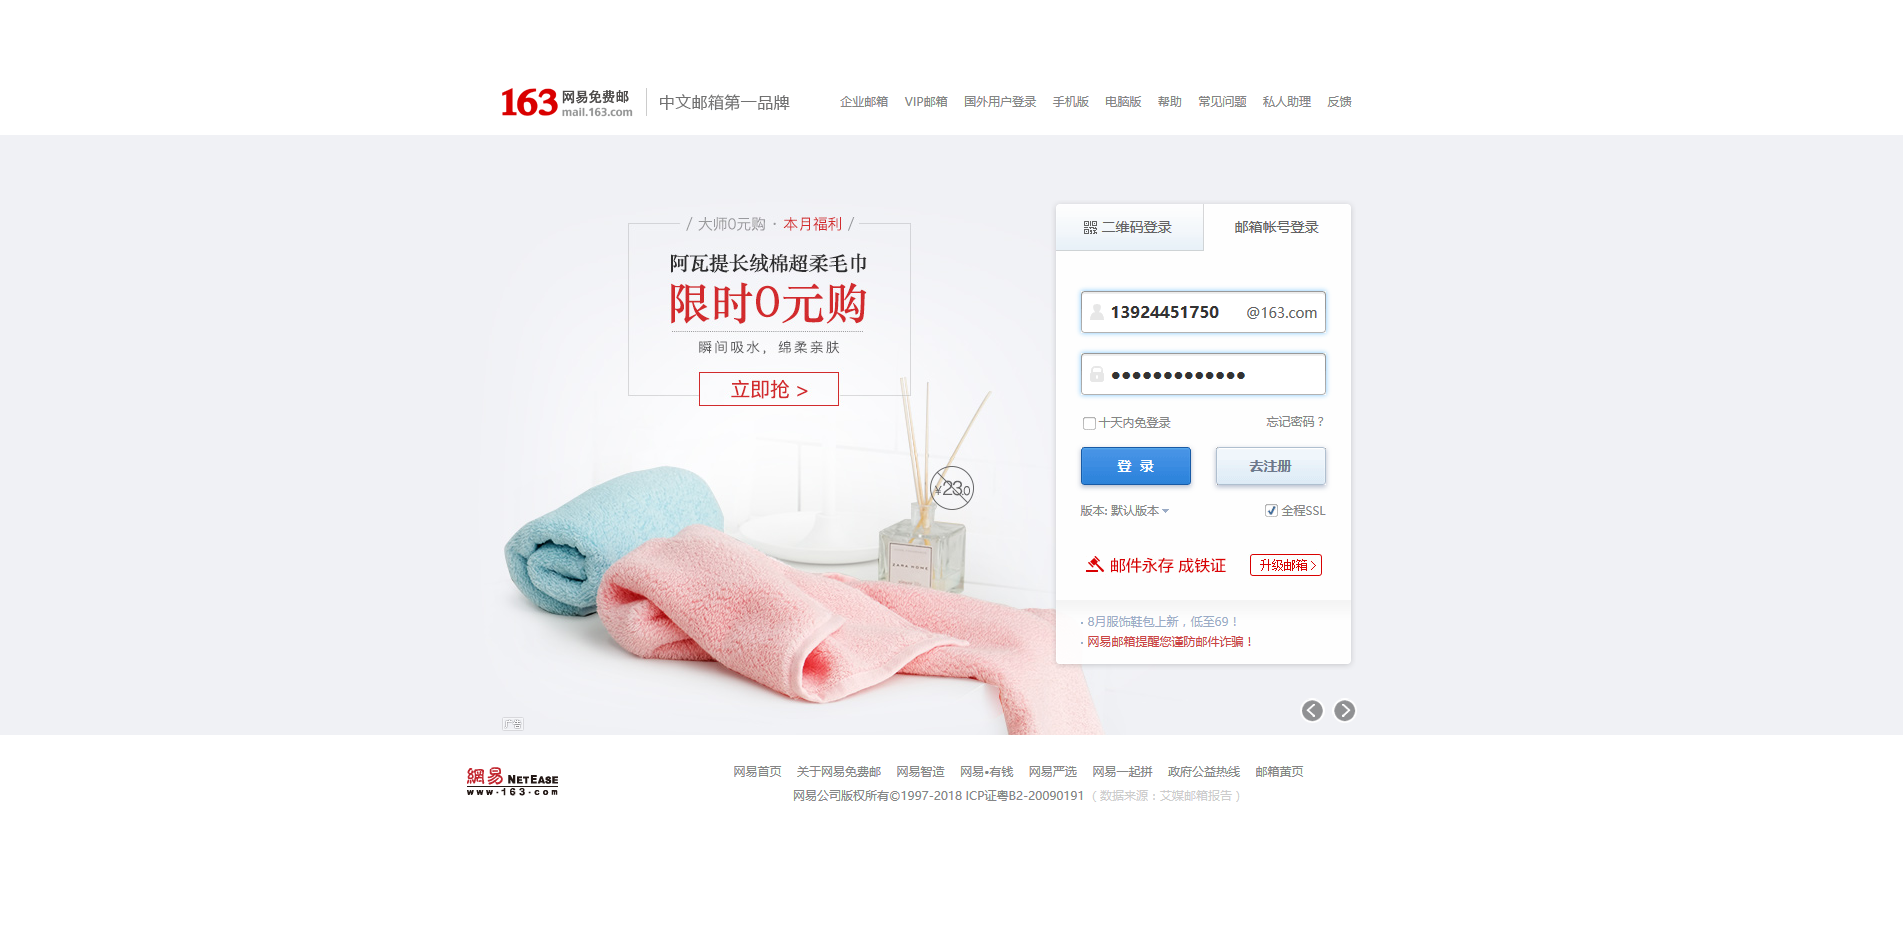 163 网易免费邮 mail.163.com 中文邮箱第一品牌
企业邮箱 VIP邮箱 国外用户登录 手机版 电脑版 帮助 常见问题 私人助理 反馈
/ 大师0元购 · 本月福利 /
阿瓦提长绒棉超柔毛巾
限时0元购
瞬间吸水，绵柔亲肤
立即抢 >
¥23.0
ZARA HOME
广告
二维码登录 邮箱帐号登录
13924451750 @163.com
●●●●●●●●●●●●●
十天内免登录 忘记密码？
登 录 去注册
版本: 默认版本 全程SSL
邮件永存 成铁证 升级邮箱 >
· 8月服饰鞋包上新，低至69！
· 网易邮箱提醒您谨防邮件诈骗！
網易 NETEASE
www.163.com
网易首页 关于网易免费邮 网易智造 网易•有钱 网易严选 网易一起拼 政府公益热线 邮箱黄页
网易公司版权所有©1997-2018 ICP证粤B2-20090191 （数据来源：艾媒邮箱报告）